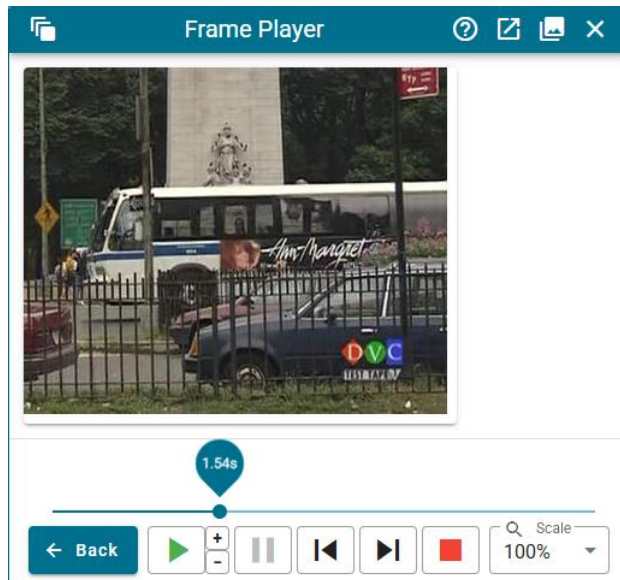 Frame Player
Ann-Margret
DVC
TEST TAPE
1.54s
+
Back
-
Scale
100%